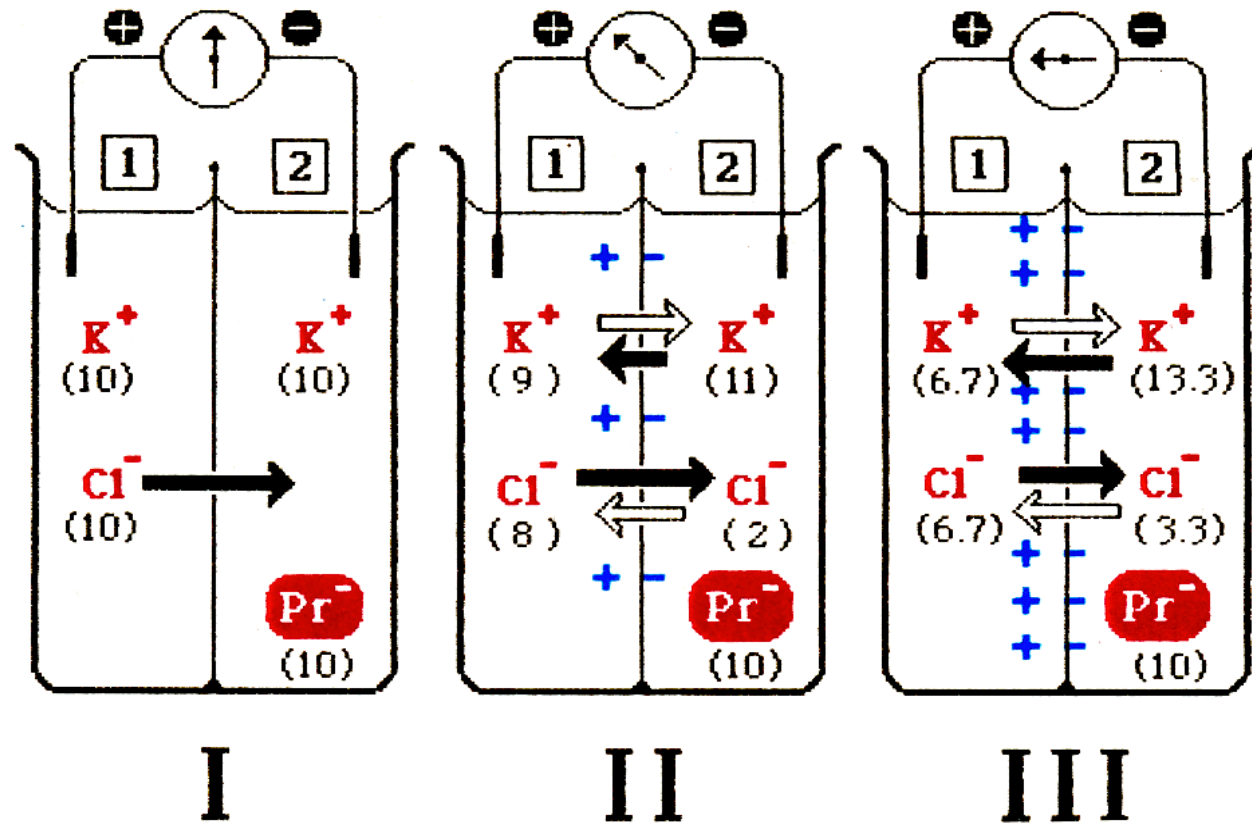 + −
1 2
K+ K+
(10) (10)
Cl−
(10)
Pr−
(10)
I
+ −
1 2
+ −
K+ K+
(9) (11)
+ −
Cl− Cl−
(8) (2)
+ −
Pr−
(10)
II
+ −
1 2
+ −
+ −
K+ K+
(6.7) (13.3)
+ −
+ −
Cl− Cl−
(6.7) (3.3)
+ −
+ −
+ −
Pr−
(10)
III